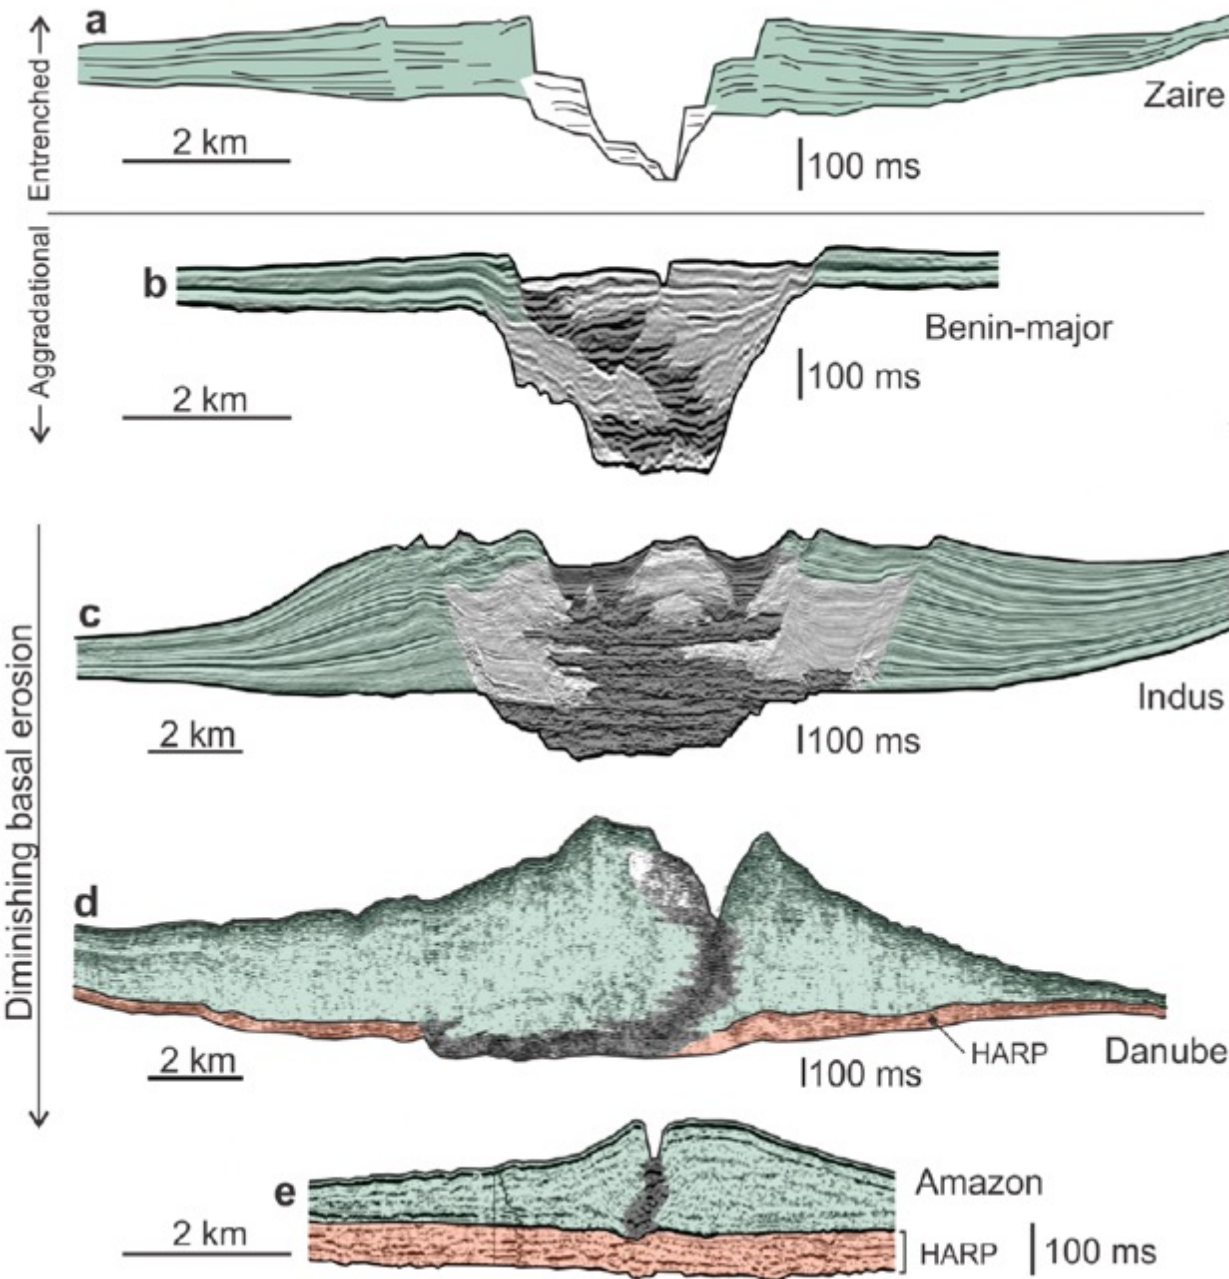 a
Entrenched →
Zaire
2 km
100 ms
← Aggradational
b
Benin-major
100 ms
2 km
Diminishing basal erosion
c
Indus
2 km
100 ms
d
HARP
Danube
2 km
100 ms
e
Amazon
2 km
HARP
100 ms